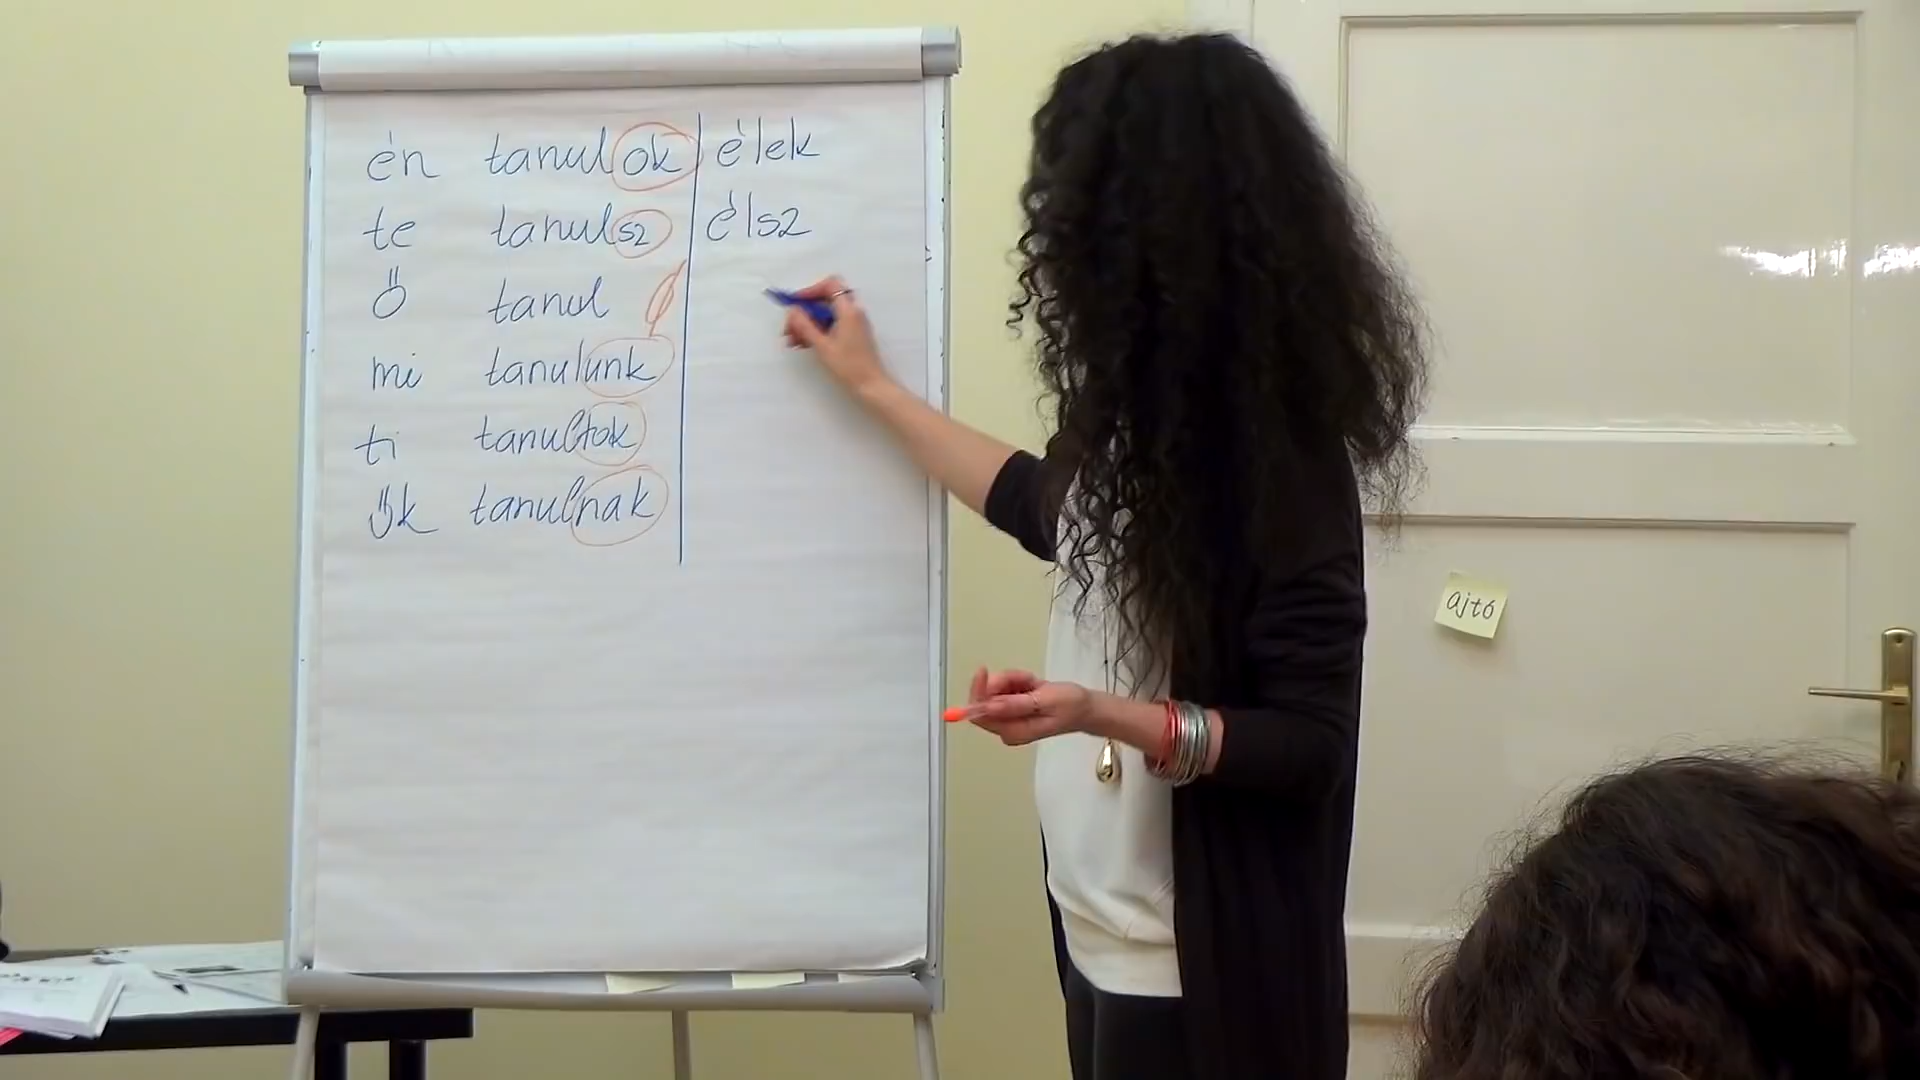 én tanulok élek
te tanulsz élsz
ő tanul Ø
mi tanulunk
ti tanultok
ők tanulnak
ajtó